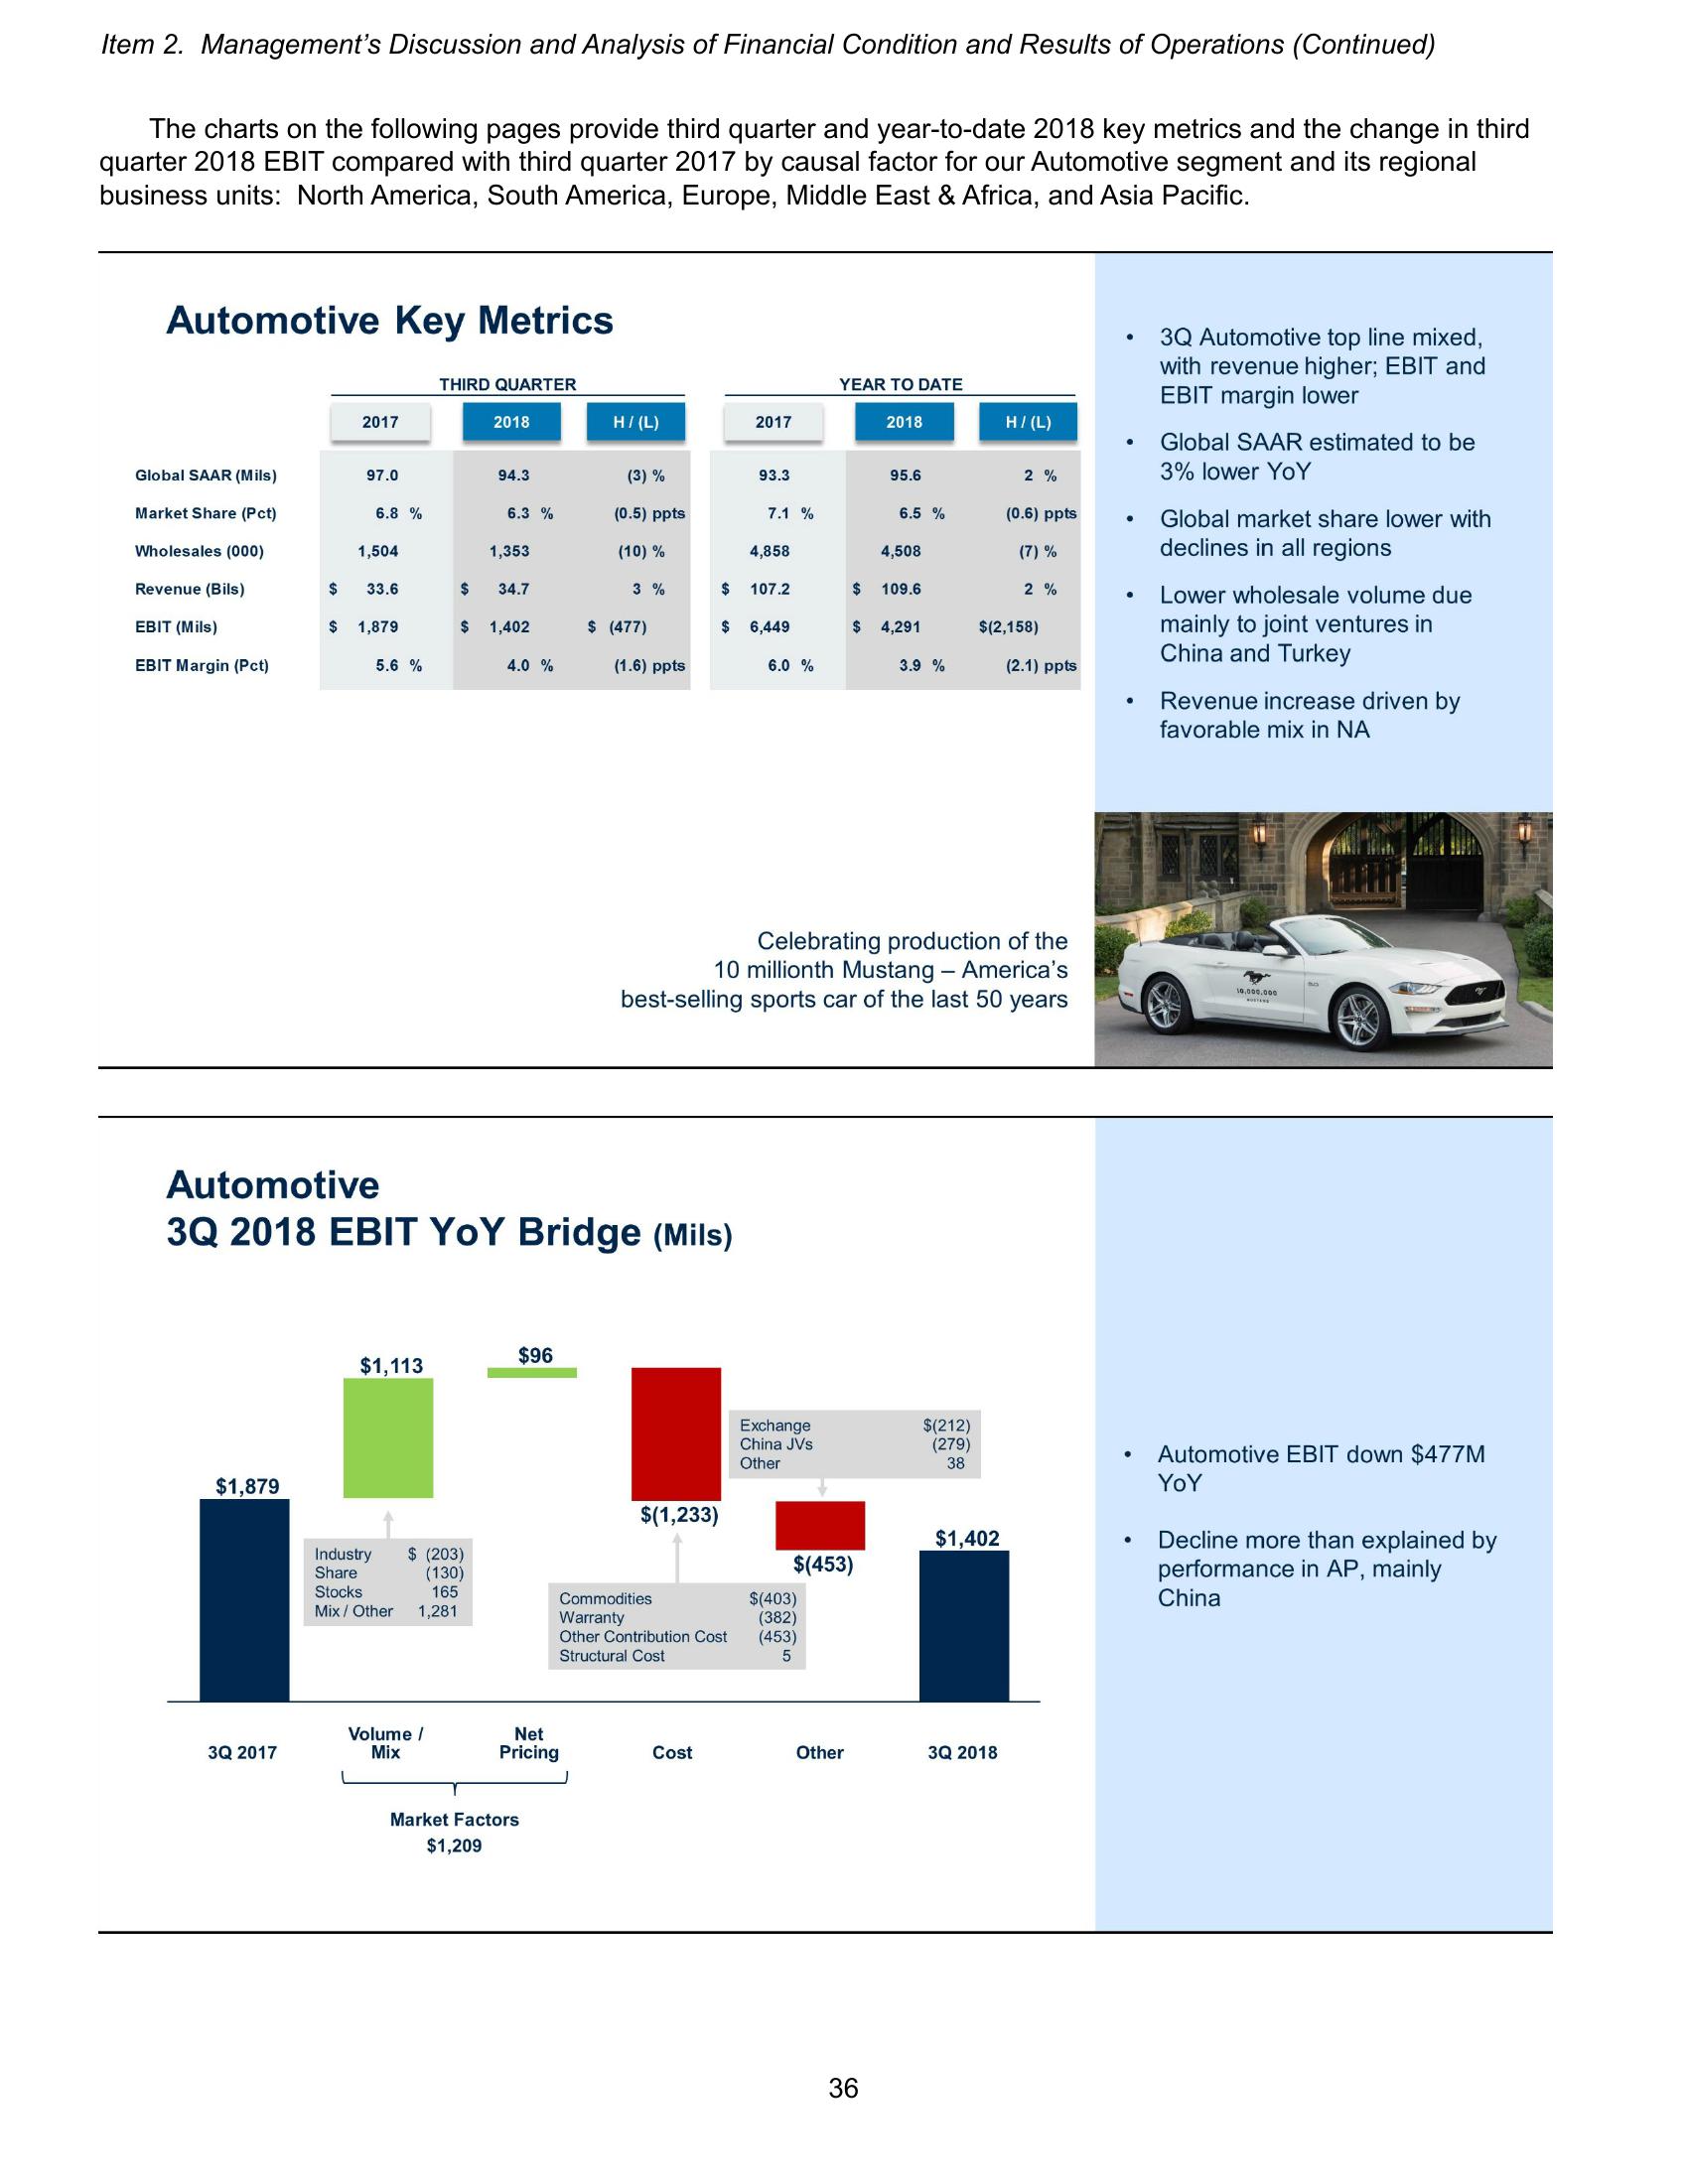 Item 2.  Management’s Discussion and Analysis of Financial Condition and Results of Operations (Continued)
The charts on the following pages provide third quarter and year-to-date 2018 key metrics and the change in third
quarter 2018 EBIT compared with third quarter 2017 by causal factor for our Automotive segment and its regional
business units:  North America, South America, Europe, Middle East & Africa, and Asia Pacific.
Automotive Key Metrics
THIRD QUARTER YEAR TO DATE
2017 2018 H / (L) 2017 2018 H / (L)
Global SAAR (Mils) 97.0 94.3 (3) % 93.3 95.6 2 %
Market Share (Pct) 6.8 % 6.3 % (0.5) ppts 7.1 % 6.5 % (0.6) ppts
Wholesales (000) 1,504 1,353 (10) % 4,858 4,508 (7) %
Revenue (Bils) $ 33.6 $ 34.7 3 % $ 107.2 $ 109.6 2 %
EBIT (Mils) $ 1,879 $ 1,402 $ (477) $ 6,449 $ 4,291 $(2,158)
EBIT Margin (Pct) 5.6 % 4.0 % (1.6) ppts 6.0 % 3.9 % (2.1) ppts
• 3Q Automotive top line mixed,
with revenue higher; EBIT and
EBIT margin lower
• Global SAAR estimated to be
3% lower YoY
• Global market share lower with
declines in all regions
• Lower wholesale volume due
mainly to joint ventures in
China and Turkey
• Revenue increase driven by
favorable mix in NA
Celebrating production of the
10 millionth Mustang – America’s
best-selling sports car of the last 50 years
10,000,000
MUSTANG
5.0
Automotive
3Q 2018 EBIT YoY Bridge (Mils)
$1,879
$1,113
$96
$(1,233)
$(453)
$1,402
Industry $ (203)
Share (130)
Stocks 165
Mix / Other 1,281
Commodities $(403)
Warranty (382)
Other Contribution Cost (453)
Structural Cost 5
Exchange $(212)
China JVs (279)
Other 38
3Q 2017
Volume /
Mix
Net
Pricing
Cost
Other
3Q 2018
Market Factors
$1,209
• Automotive EBIT down $477M
YoY
• Decline more than explained by
performance in AP, mainly
China
36